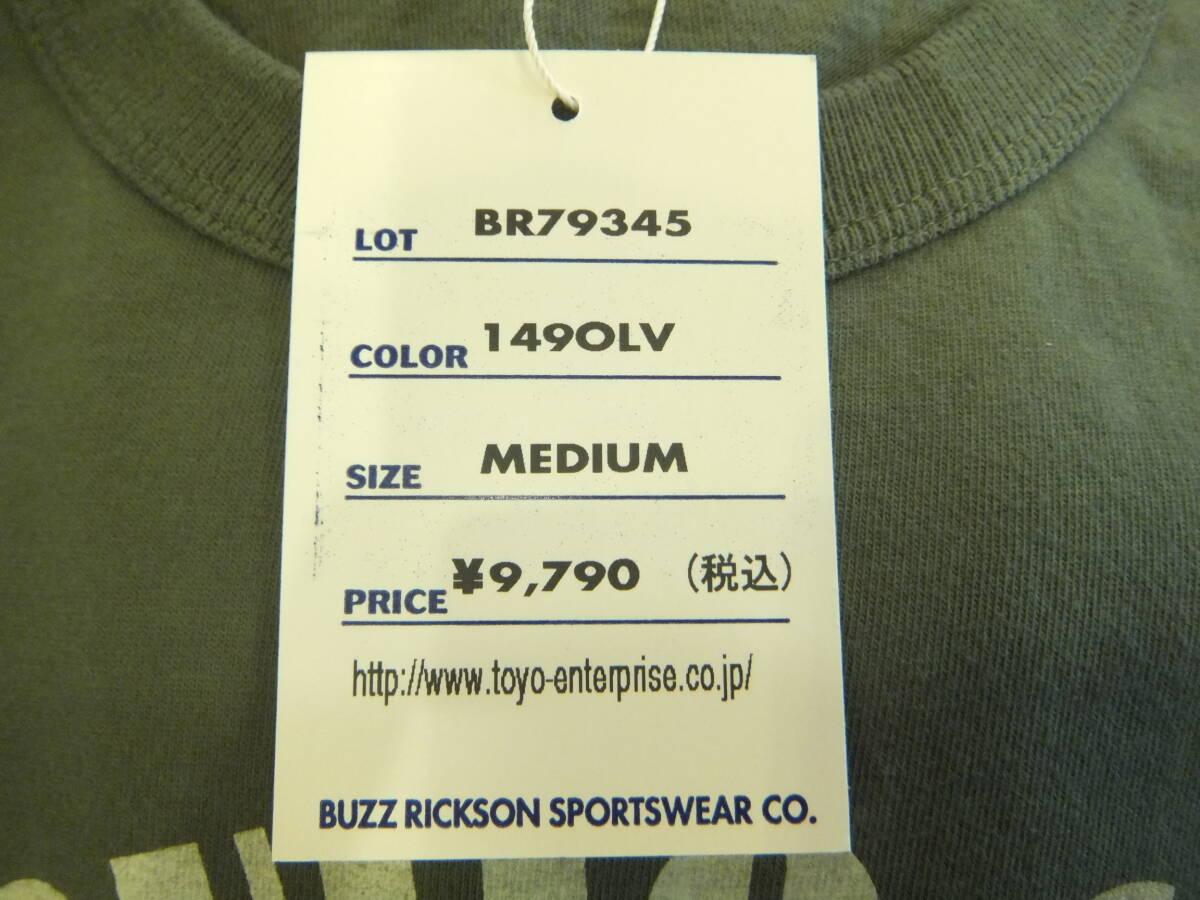 LOT BR79345
COLOR 149OLV
SIZE MEDIUM
PRICE ¥9,790 (税込)
http://www.toyo-enterprise.co.jp/
BUZZ RICKSON SPORTSWEAR CO.